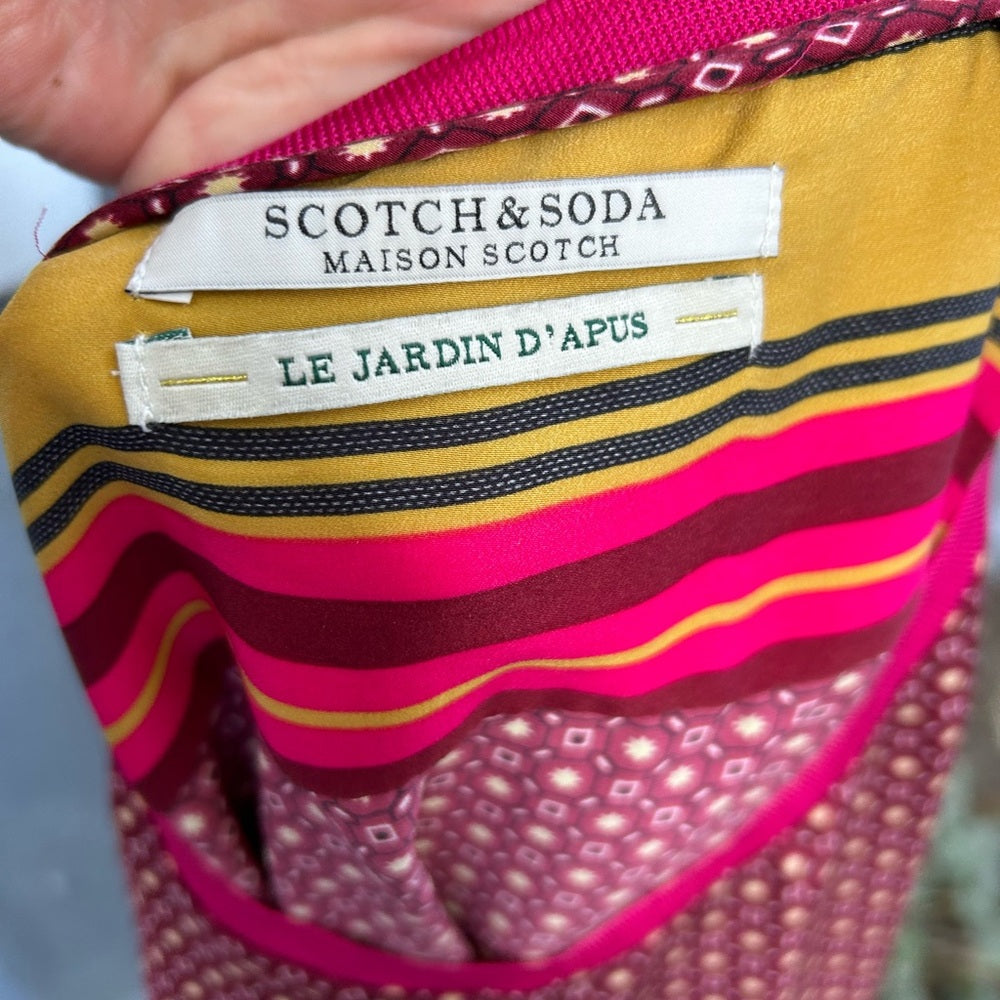 SCOTCH & SODA
MAISON SCOTCH
LE JARDIN D'APUS